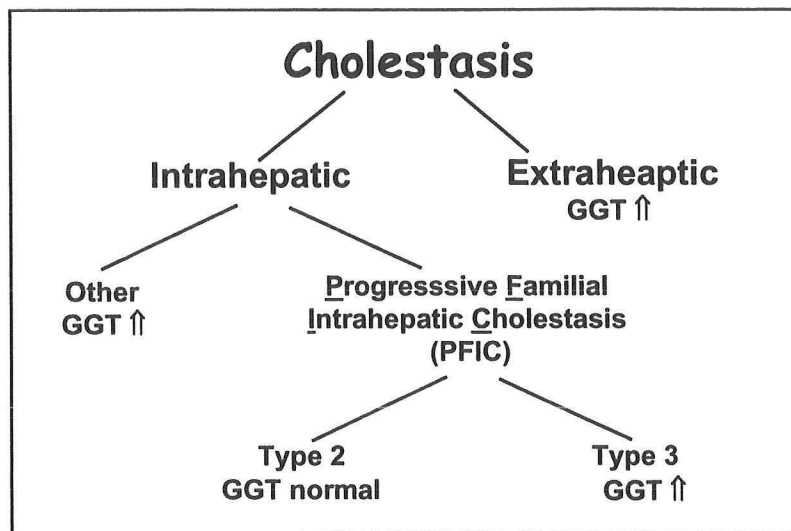 Cholestasis
Intrahepatic
Extraheaptic
GGT ⇑
Other
GGT ⇑
Progresssive Familial
Intrahepatic Cholestasis
(PFIC)
Type 2
GGT normal
Type 3
GGT ⇑